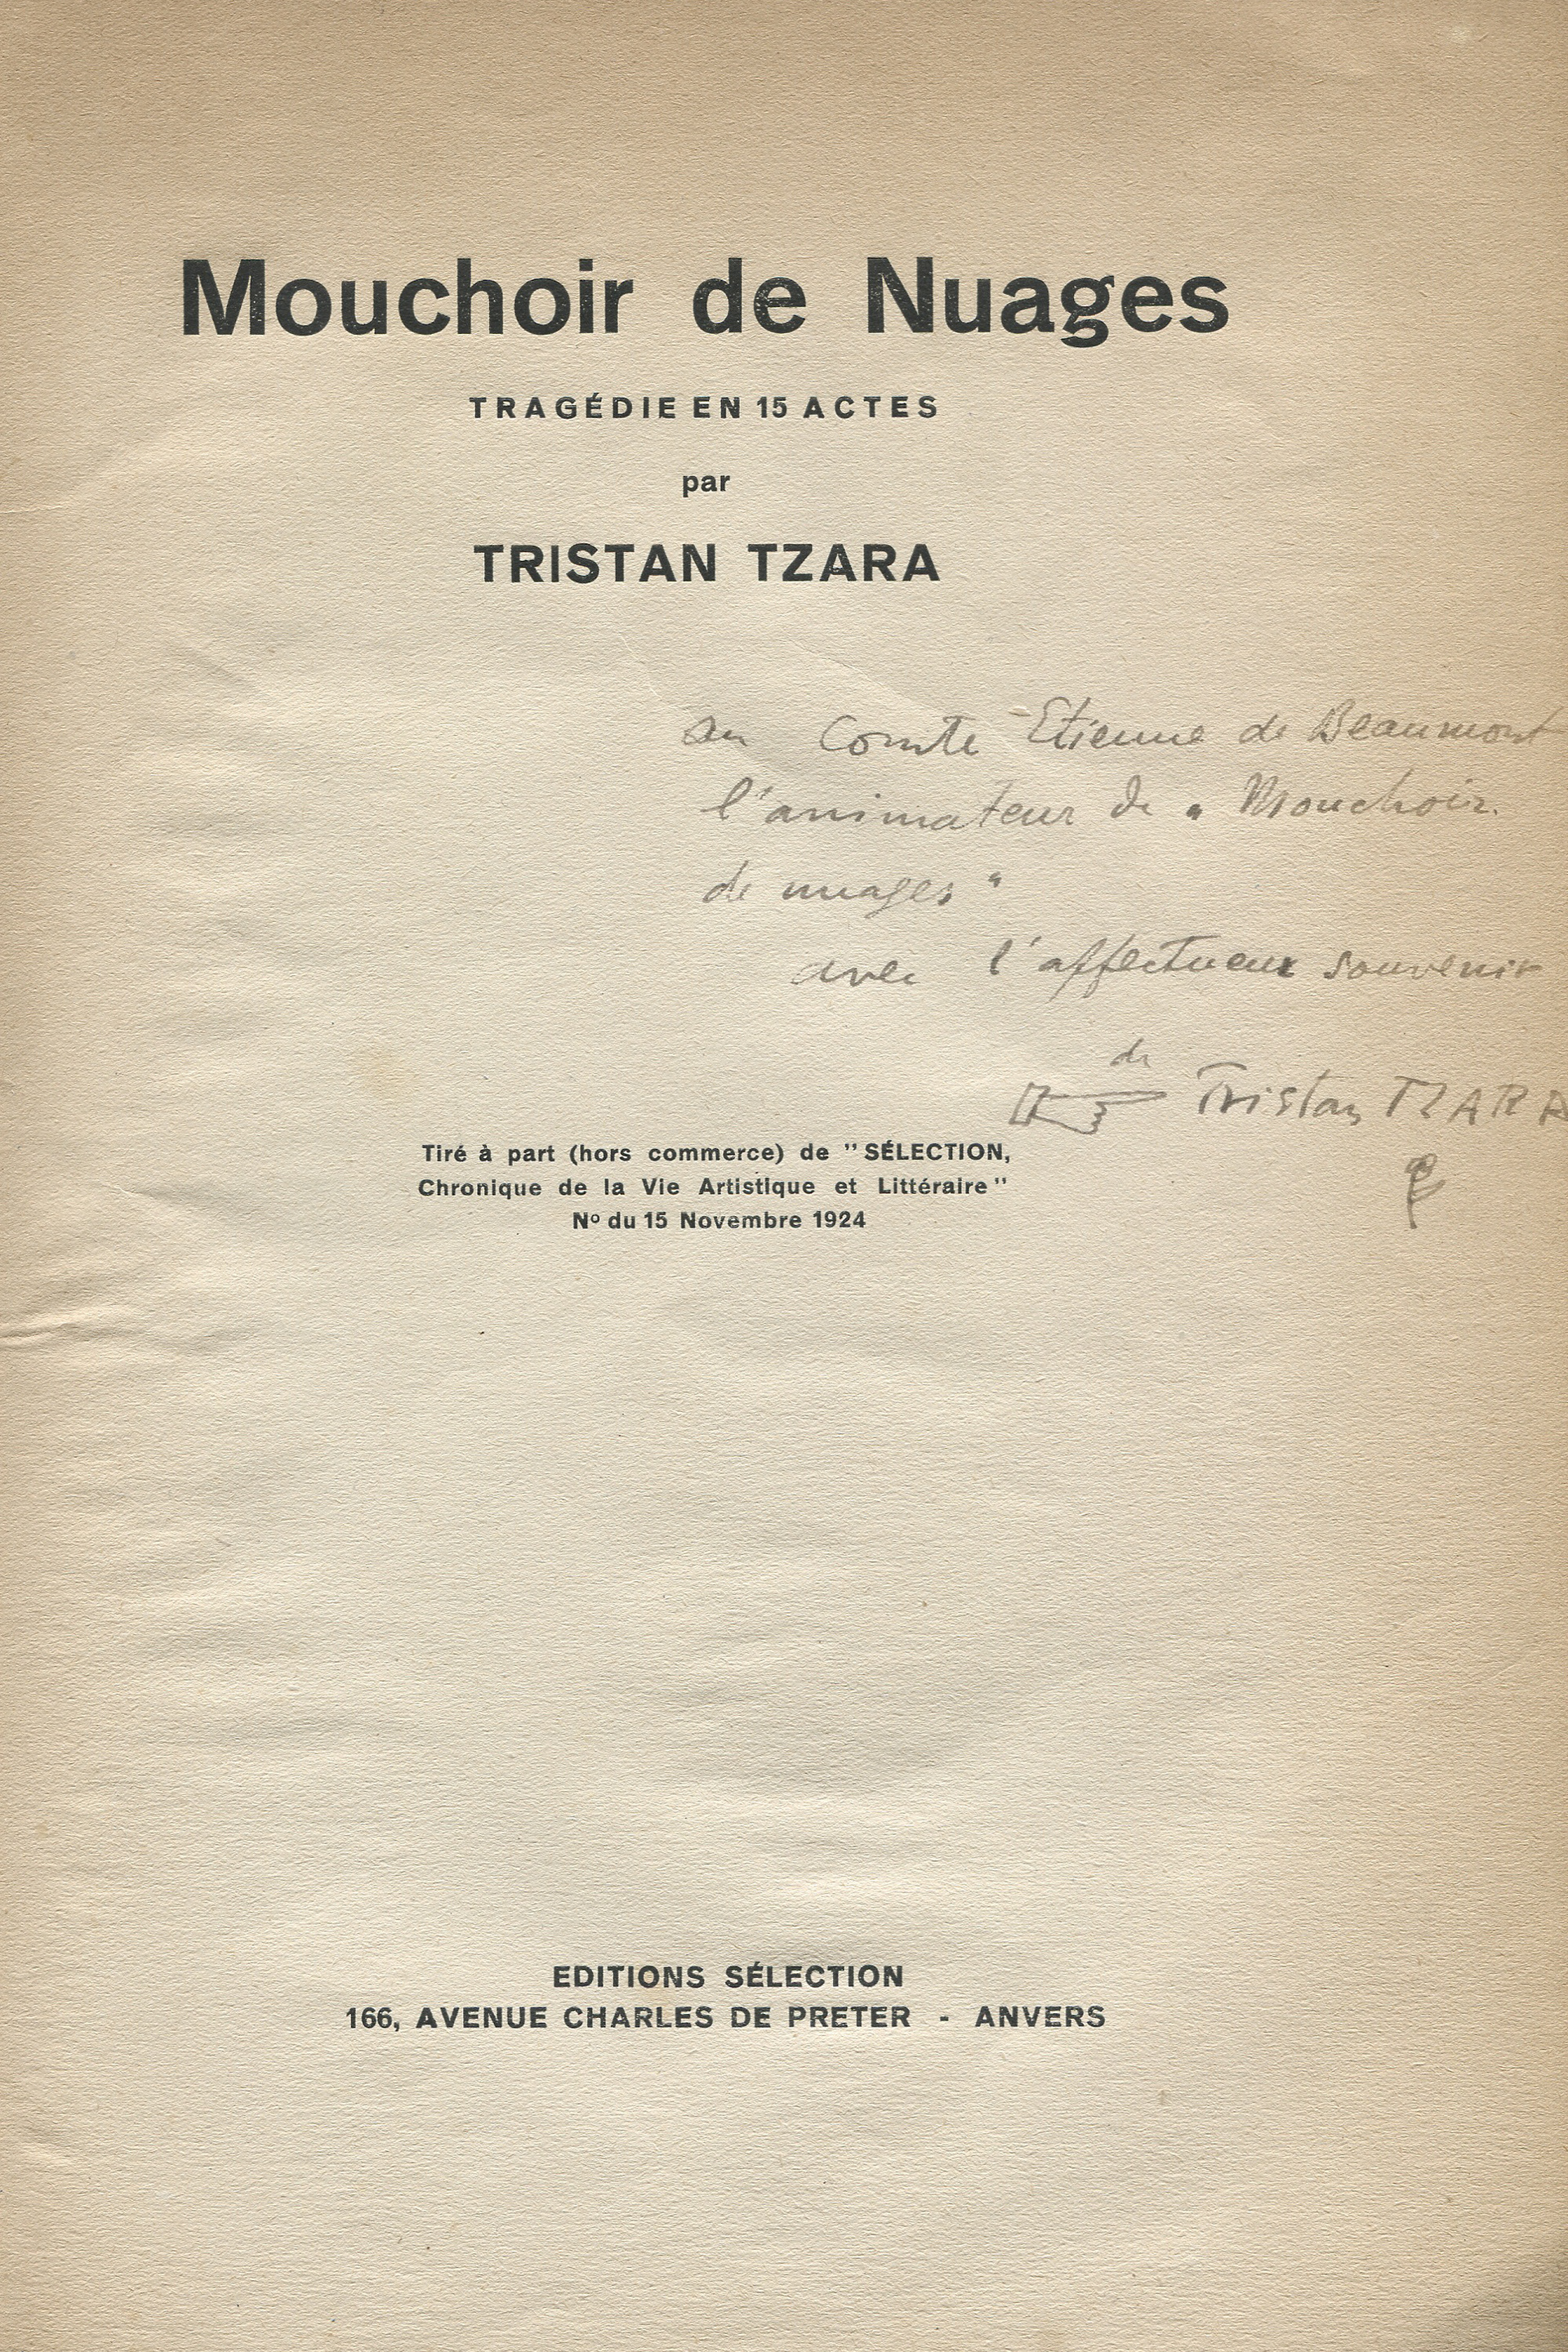 Mouchoir de Nuages
TRAGÉDIE EN 15 ACTES
par
TRISTAN TZARA
au Comte Etienne de Beaumont
l'animateur de " Mouchoir
de nuages "
avec l'affectueux souvenir
de
Tristan TZARA
Tiré à part (hors commerce) de "SÉLECTION,
Chronique de la Vie Artistique et Littéraire"
Nº du 15 Novembre 1924
EDITIONS SÉLECTION
166, AVENUE CHARLES DE PRETER - ANVERS